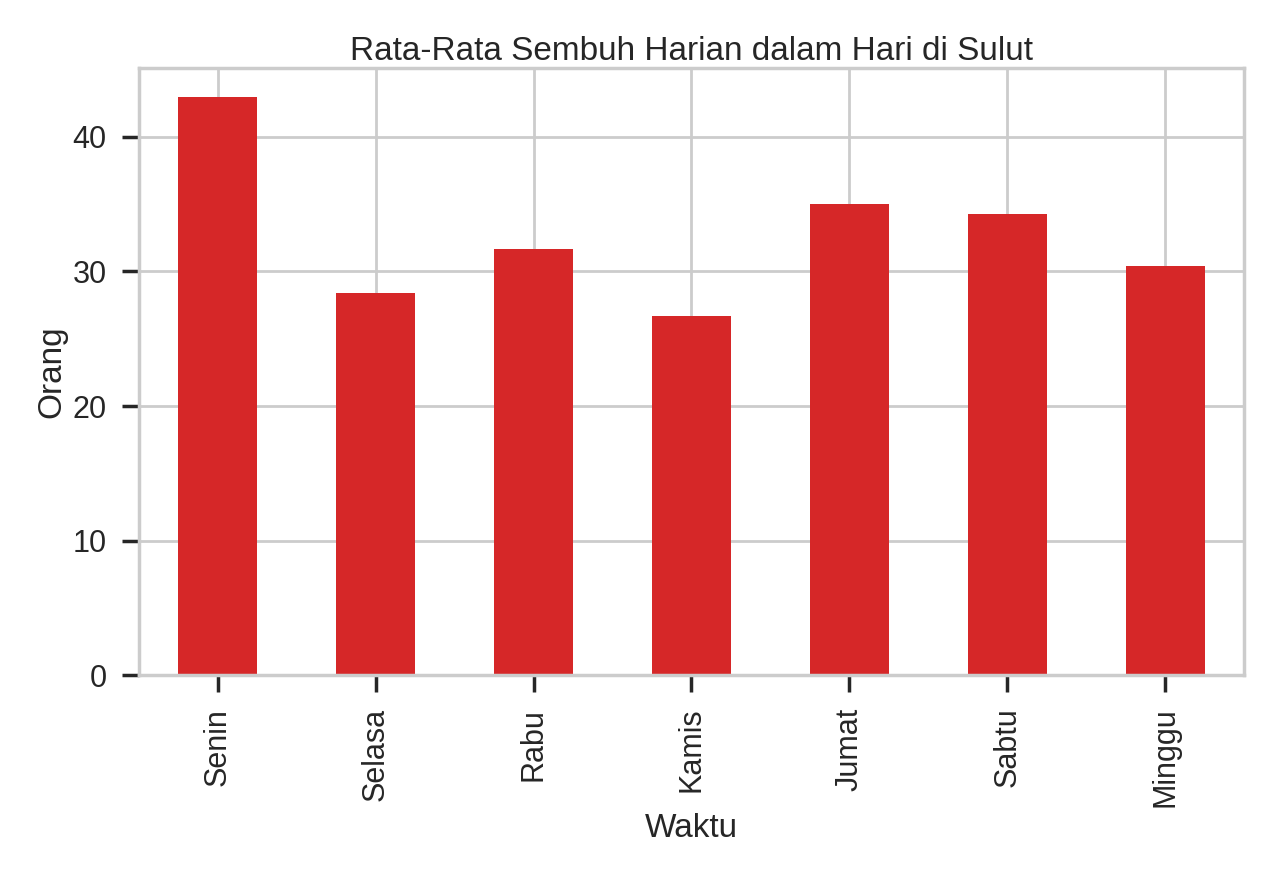 Rata-Rata Sembuh Harian dalam Hari di Sulut
40
30
20
10
0
Orang
Senin
Selasa
Rabu
Kamis
Jumat
Sabtu
Minggu
Waktu